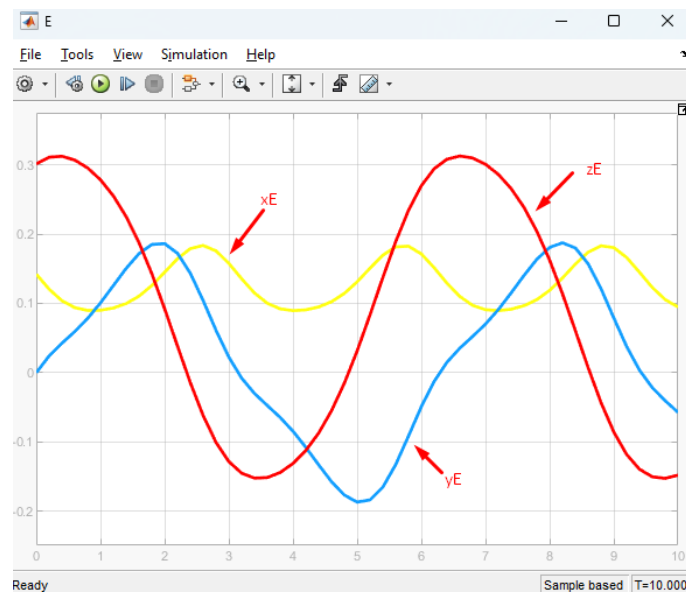 E
File Tools View Simulation Help
zE
xE
yE
0.3
0.2
0.1
0
-0.1
-0.2
0 1 2 3 4 5 6 7 8 9 10
Ready Sample based T=10.000